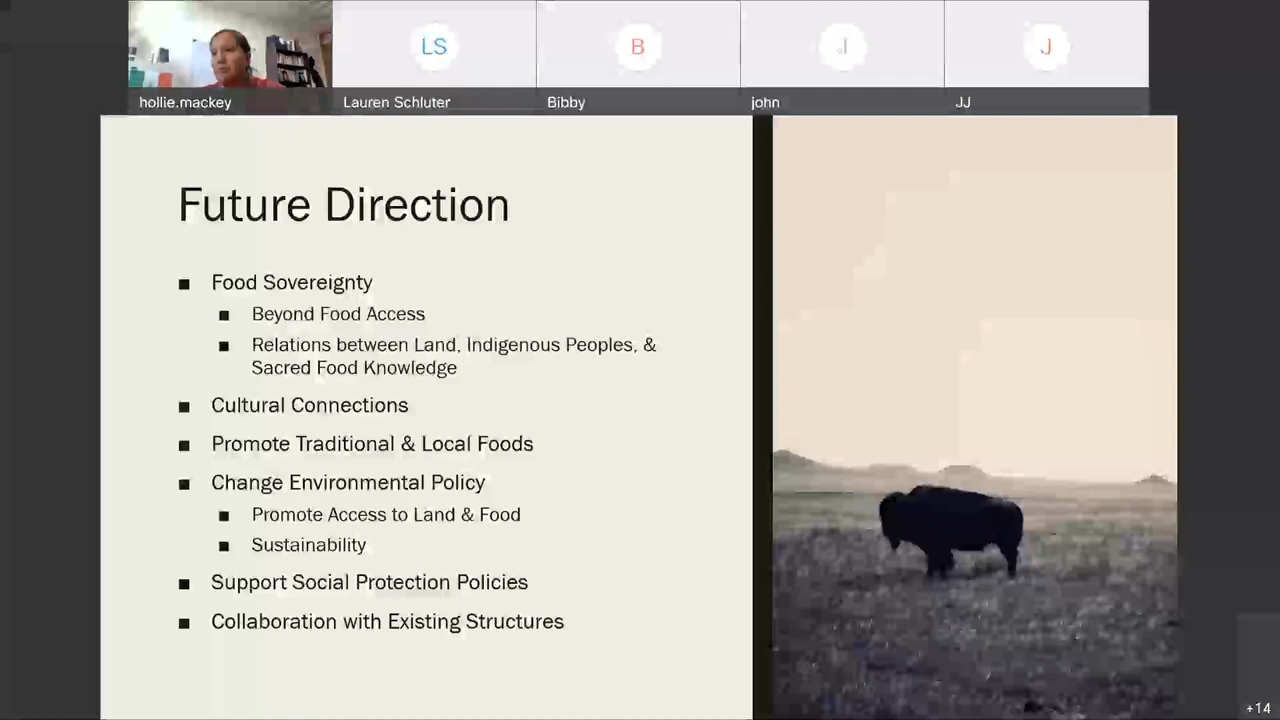 LS
B
J
J
hollie.mackey
Lauren Schluter
Bibby
john
JJ
Future Direction
Food Sovereignty
Beyond Food Access
Relations between Land, Indigenous Peoples, &
Sacred Food Knowledge
Cultural Connections
Promote Traditional & Local Foods
Change Environmental Policy
Promote Access to Land & Food
Sustainability
Support Social Protection Policies
Collaboration with Existing Structures
+14